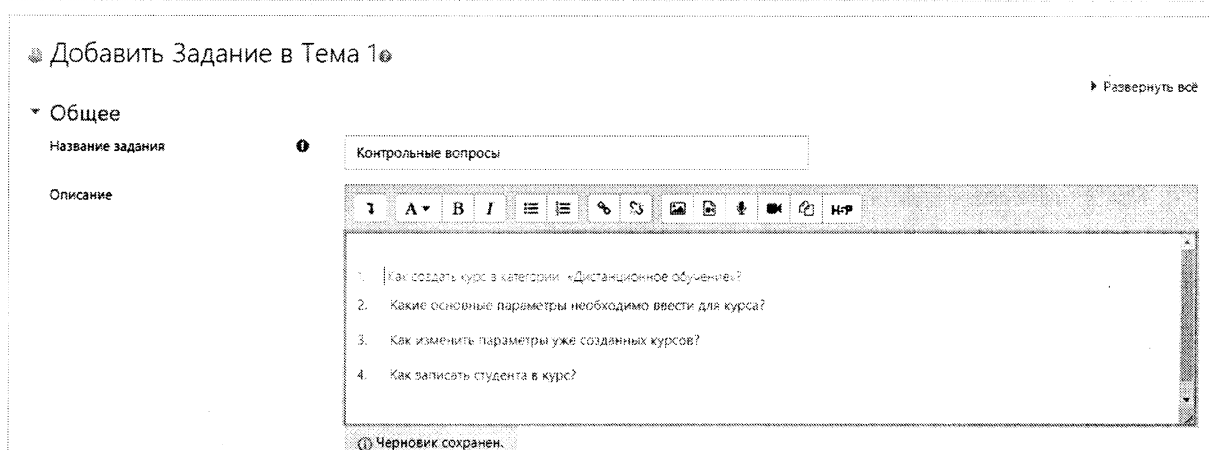 Добавить Задание в Тема 1
Развернуть всё
Общее
Название задания
Контрольные вопросы
Описание
A B I H-P
1. Как создать курс в категории «Дистанционное обучение»?
2. Какие основные параметры необходимо ввести для курса?
3. Как изменить параметры уже созданных курсов?
4. Как записать студента в курс?
Черновик сохранен.